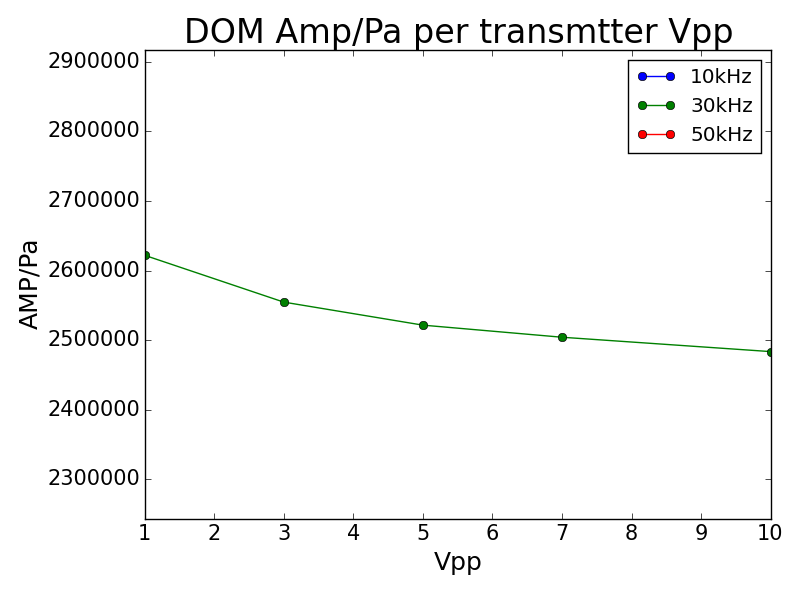 DOM Amp/Pa per transmtter Vpp
2900000
2800000
2700000
2600000
2500000
2400000
2300000
AMP/Pa
10kHz
30kHz
50kHz
1 2 3 4 5 6 7 8 9 10
Vpp